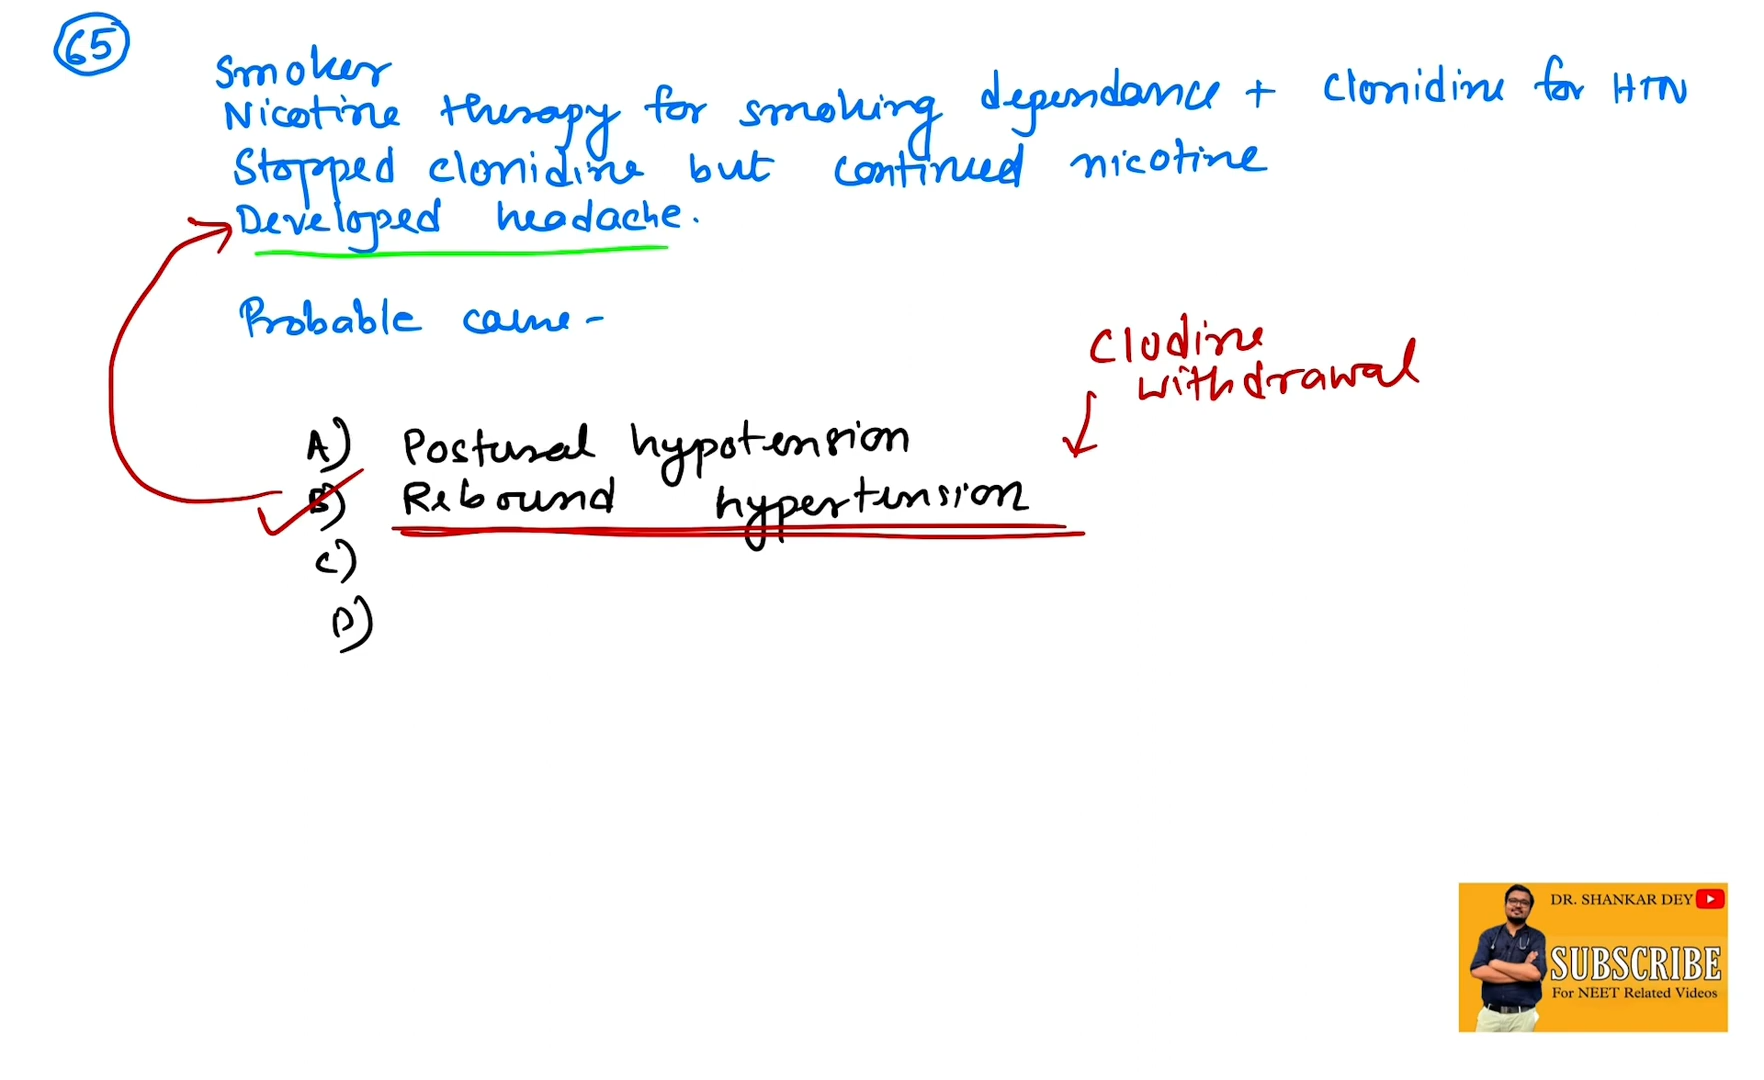 65
Smoker
Nicotine therapy for smoking dependance + Clonidine for HTN
Stopped clonidine but continued nicotine
Developed headache.
Probable cause -
Cludine
withdrawal
A) Postural hypotension
B) Rebound hypertension
C)
D)
DR. SHANKAR DEY
SUBSCRIBE
For NEET Related Videos